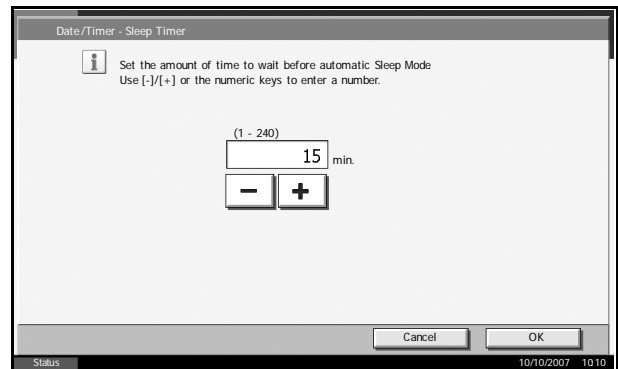 Date/Timer - Sleep Timer
i
Set the amount of time to wait before automatic Sleep Mode
Use [-]/[+] or the numeric keys to enter a number.
(1 - 240)
15 min.
- +
Cancel OK
Status 10/10/2007 10:10